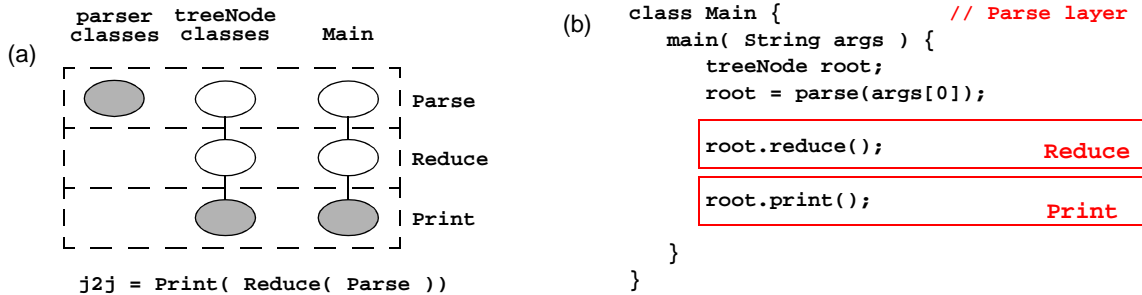 (a)
parser classes
treeNode classes
Main
Parse
Reduce
Print
j2j = Print( Reduce( Parse ))
(b)
class Main { // Parse layer
main( String args ) {
treeNode root;
root = parse(args[0]);
root.reduce(); Reduce
root.print(); Print
}
}